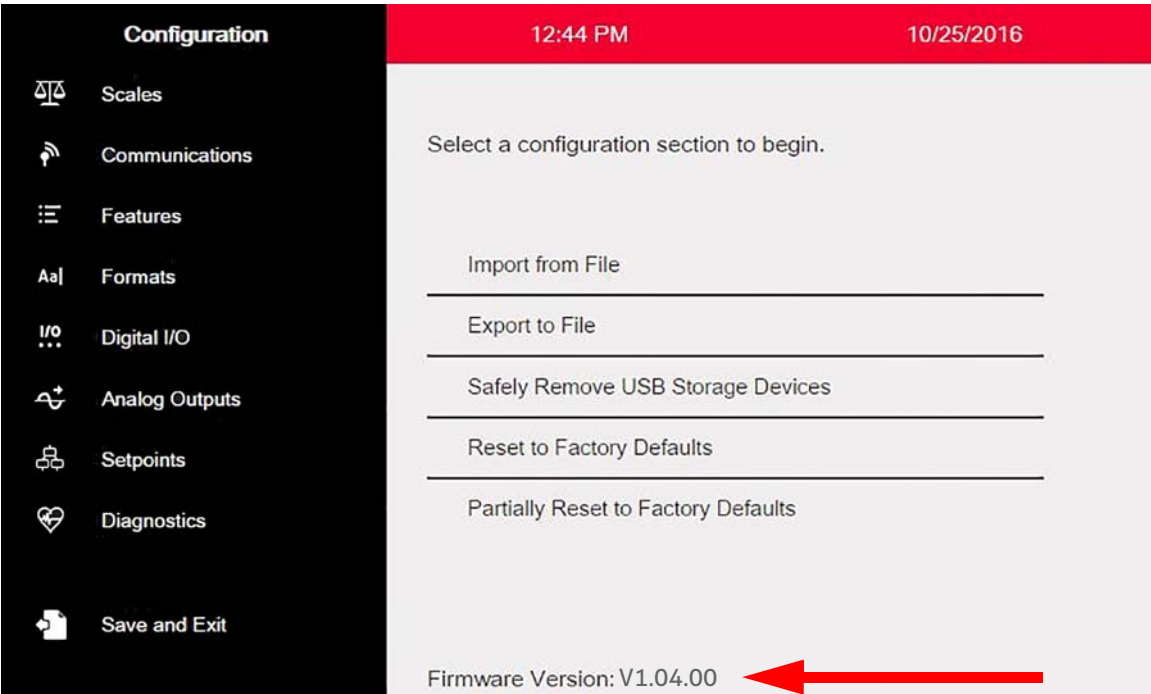 Configuration
12:44 PM
10/25/2016
Scales
Communications
Features
Aa Formats
I/O Digital I/O
Analog Outputs
Setpoints
Diagnostics
Save and Exit
Select a configuration section to begin.
Import from File
Export to File
Safely Remove USB Storage Devices
Reset to Factory Defaults
Partially Reset to Factory Defaults
Firmware Version: V1.04.00